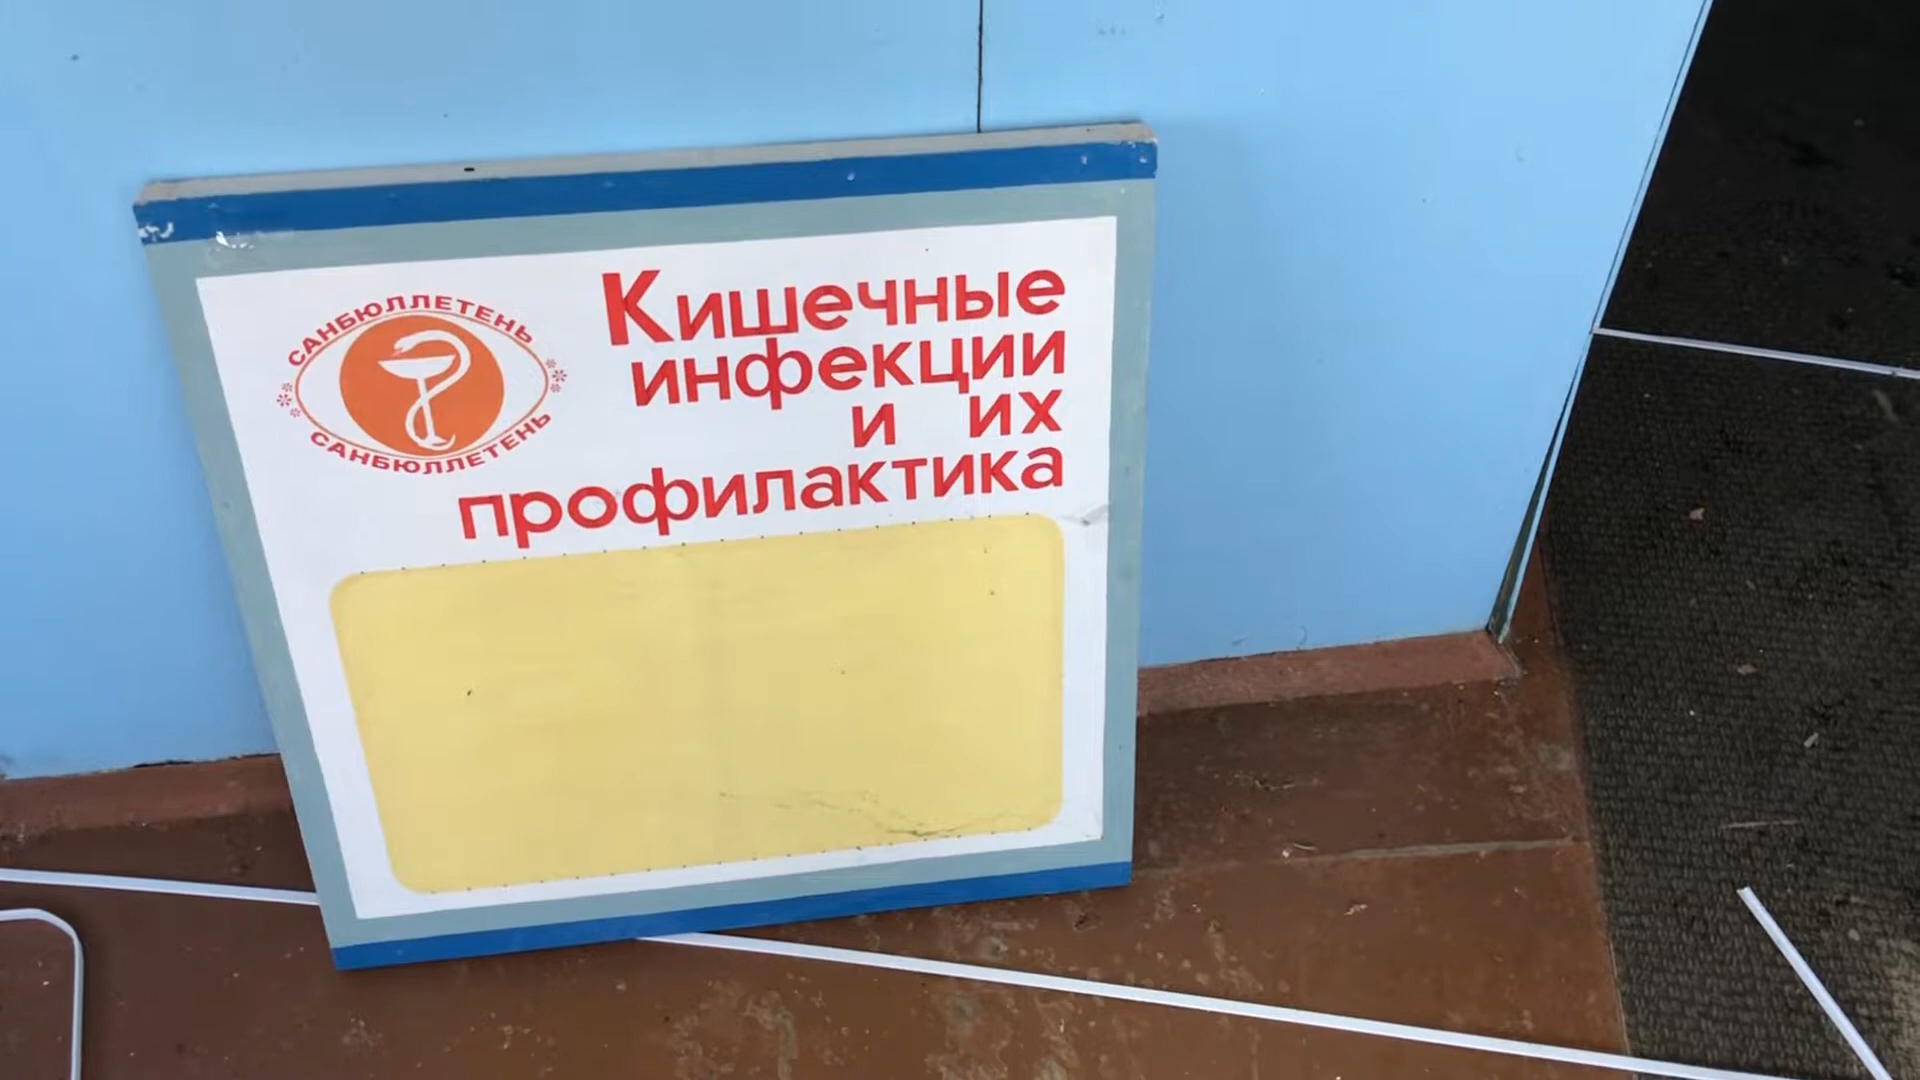 САНБЮЛЛЕТЕНЬ
САНБЮЛЛЕТЕНЬ
Кишечные
инфекции
и их
профилактика